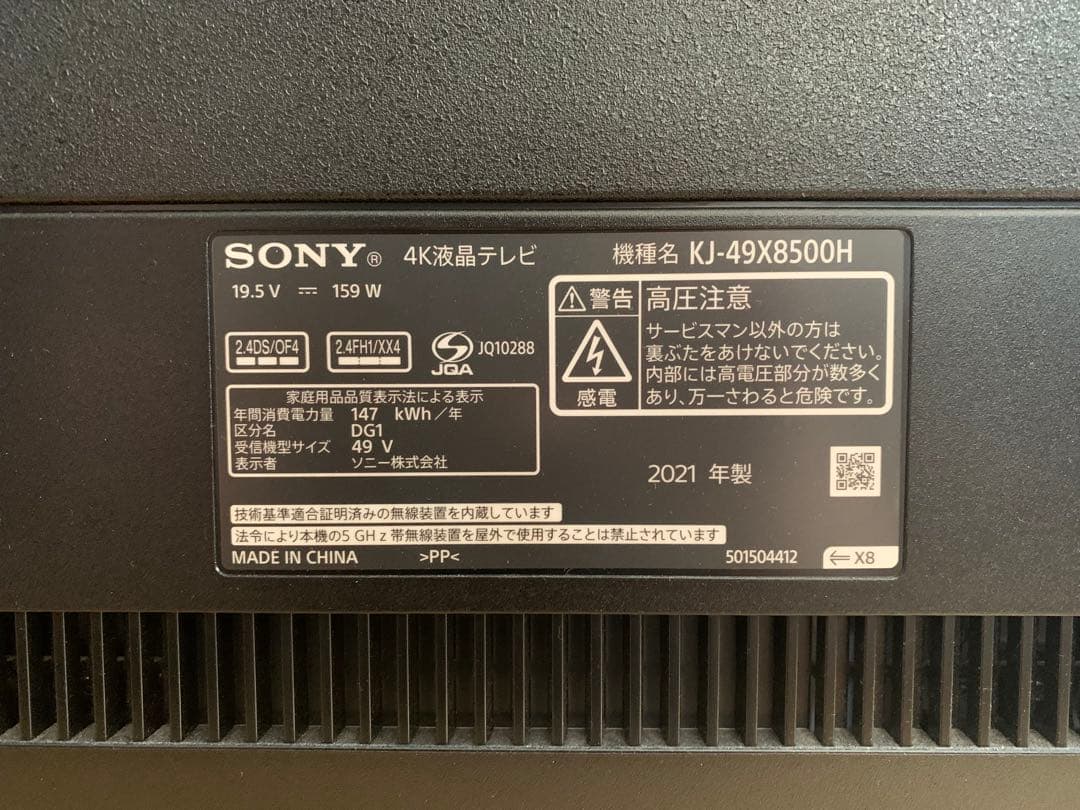 SONY® 4K液晶テレビ 機種名 KJ-49X8500H
19.5 V ⎓ 159 W
2.4DS/OF4 2.4FH1/XX4 JQA JQ10288
警告 高圧注意
感電
サービスマン以外の方は
裏ぶたをあけないでください。
内部には高電圧部分が数多く
あり、万一さわると危険です。
家庭用品品質表示法による表示
年間消費電力量 147 kWh/年
区分名 DG1
受信機型サイズ 49 V
表示者 ソニー株式会社
2021 年製
技術基準適合証明済みの無線装置を内蔵しています
法令により本機の5 GHz帯無線装置を屋外で使用することは禁止されています
MADE IN CHINA >PP< 501504412 ⇐X8